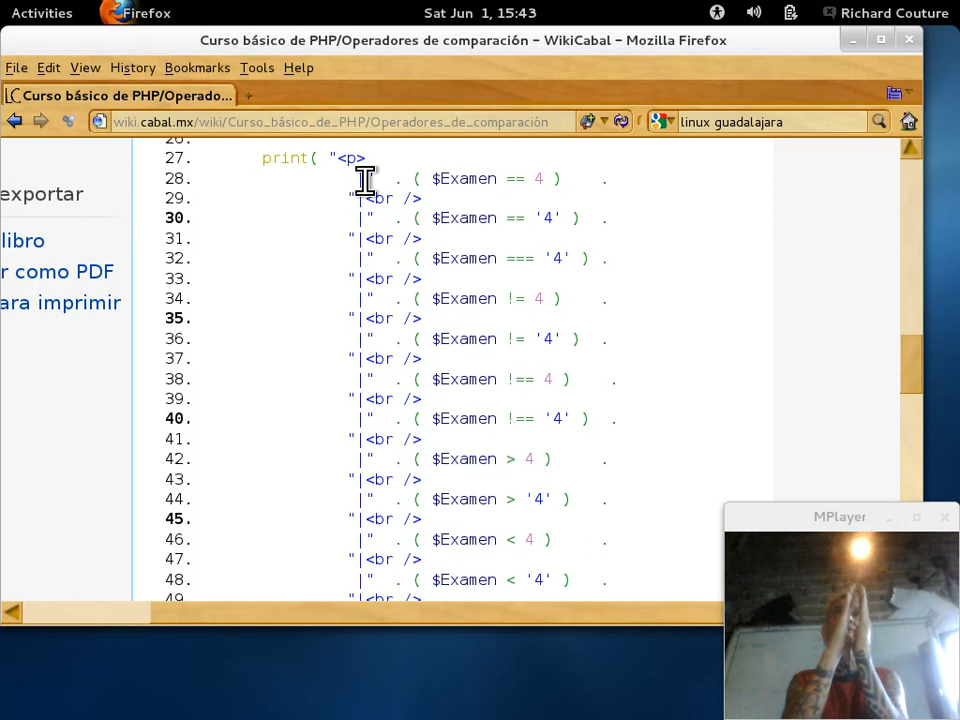 Activities Firefox Sat Jun 1, 15:43 Richard Couture
Curso básico de PHP/Operadores de comparación – WikiCabal – Mozilla Firefox
File Edit View History Bookmarks Tools Help
Curso básico de PHP/Operado...
wiki.cabal.mx/wiki/Curso_básico_de_PHP/Operadores_de_comparación linux guadalajara
exportar
libro
r como PDF
ara imprimir
26.
27. print( "<p>
28. |" . ( $Examen == 4 ) .
29. "|<br />
30. |" . ( $Examen == '4' ) .
31. "|<br />
32. |" . ( $Examen === '4' ) .
33. "|<br />
34. |" . ( $Examen != 4 ) .
35. "|<br />
36. |" . ( $Examen != '4' ) .
37. "|<br />
38. |" . ( $Examen !== 4 ) .
39. "|<br />
40. |" . ( $Examen !== '4' ) .
41. "|<br />
42. |" . ( $Examen > 4 ) .
43. "|<br />
44. |" . ( $Examen > '4' ) .
45. "|<br />
46. |" . ( $Examen < 4 ) .
47. "|<br />
48. |" . ( $Examen < '4' ) .
49. "|<br />
MPlayer